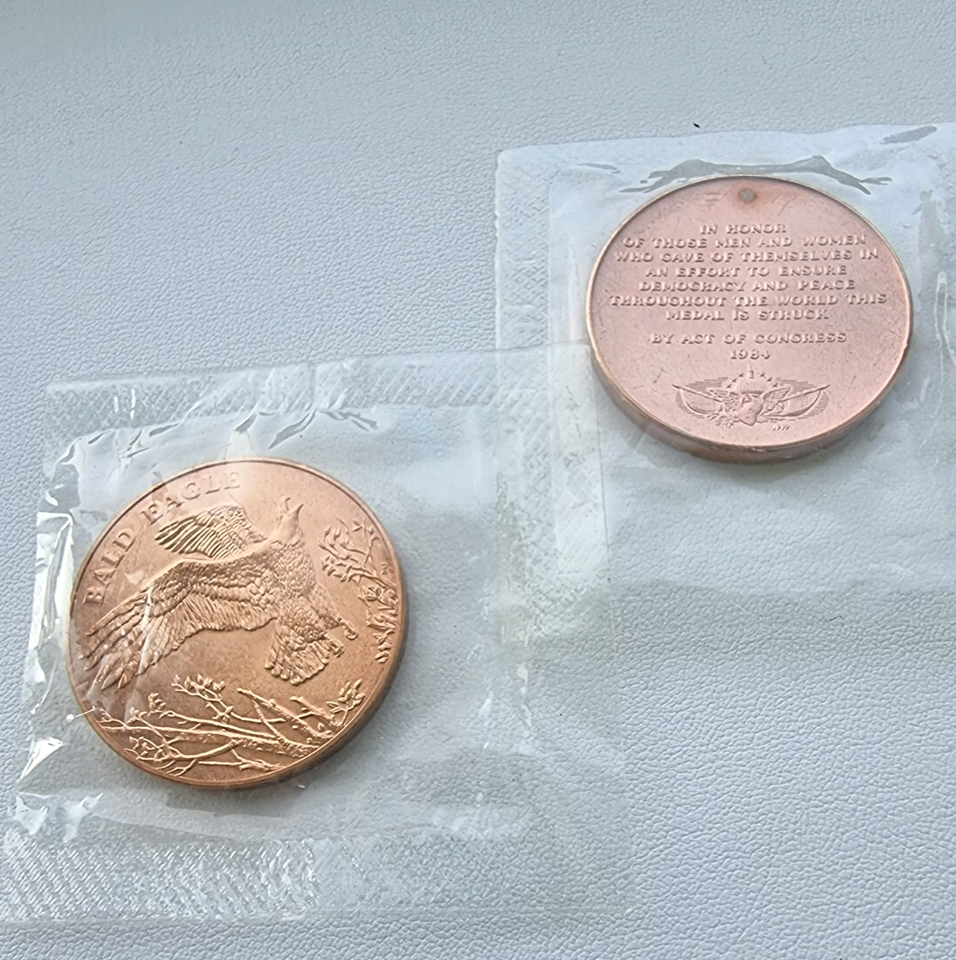 IN HONOR
OF THOSE MEN AND WOMEN
WHO GAVE OF THEMSELVES IN
AN EFFORT TO ENSURE
DEMOCRACY AND PEACE
THROUGHOUT THE WORLD THIS
MEDAL IS STRUCK
BY ACT OF CONGRESS
1984
BALD EAGLE